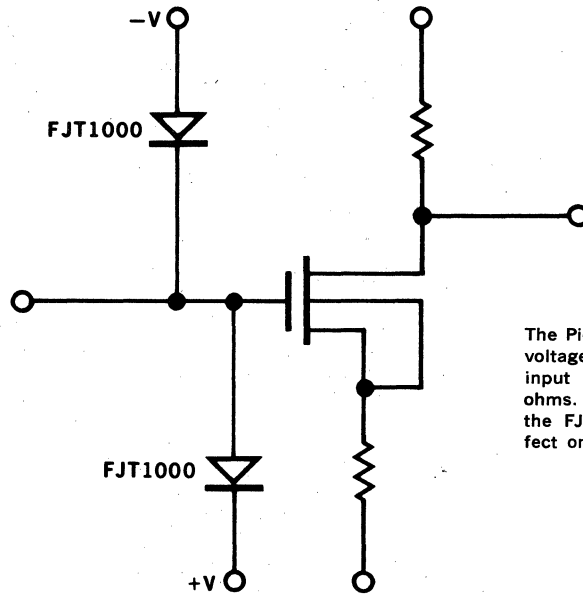 −V
FJT1000
The Pi
voltage
input
ohms.
the FJ
fect or
FJT1000
+V